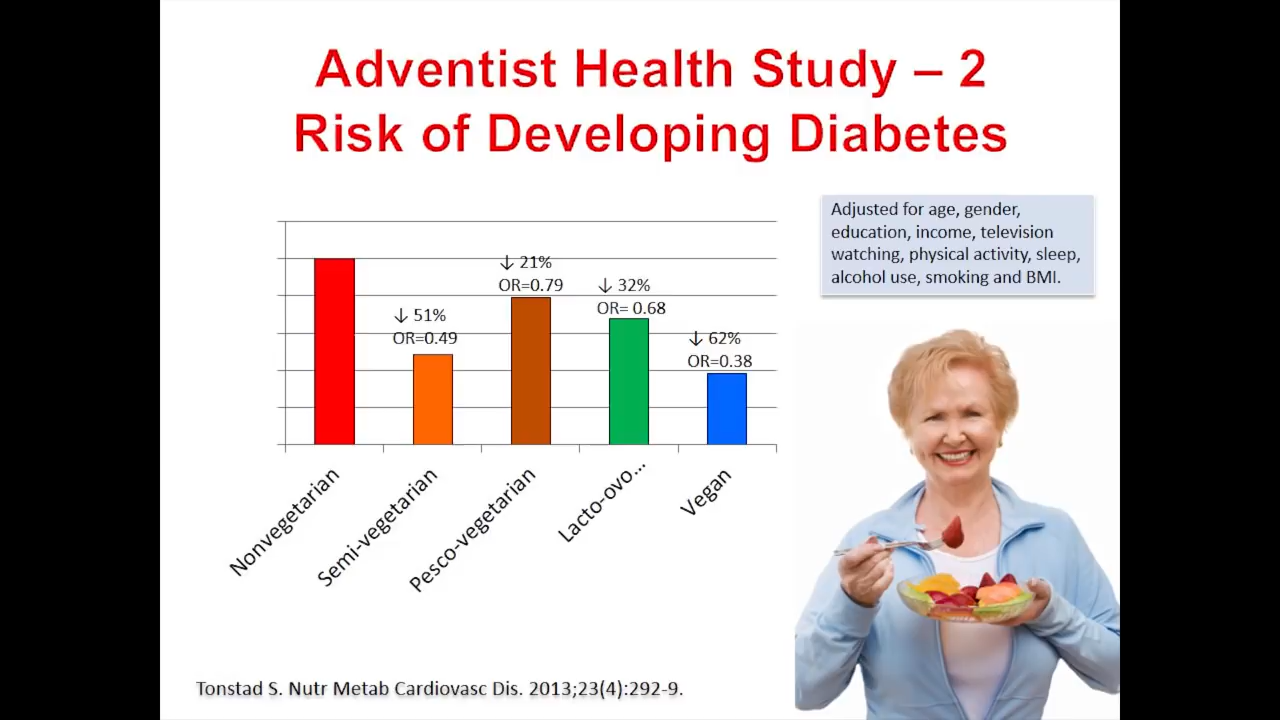 Adventist Health Study – 2
Risk of Developing Diabetes
Adjusted for age, gender,
education, income, television
watching, physical activity, sleep,
alcohol use, smoking and BMI.
↓ 51%
OR=0.49
↓ 21%
OR=0.79
↓ 32%
OR= 0.68
↓ 62%
OR=0.38
Nonvegetarian
Semi-vegetarian
Pesco-vegetarian
Lacto-ovo...
Vegan
Tonstad S. Nutr Metab Cardiovasc Dis. 2013;23(4):292-9.